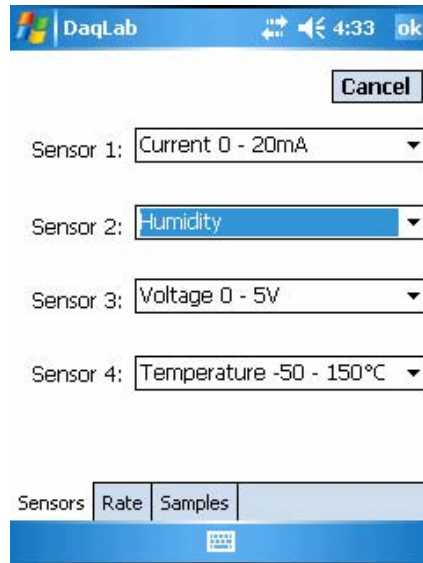 DaqLab 4:33 ok
Cancel
Sensor 1: Current 0 - 20mA
Sensor 2: Humidity
Sensor 3: Voltage 0 - 5V
Sensor 4: Temperature -50 - 150°C
Sensors Rate Samples